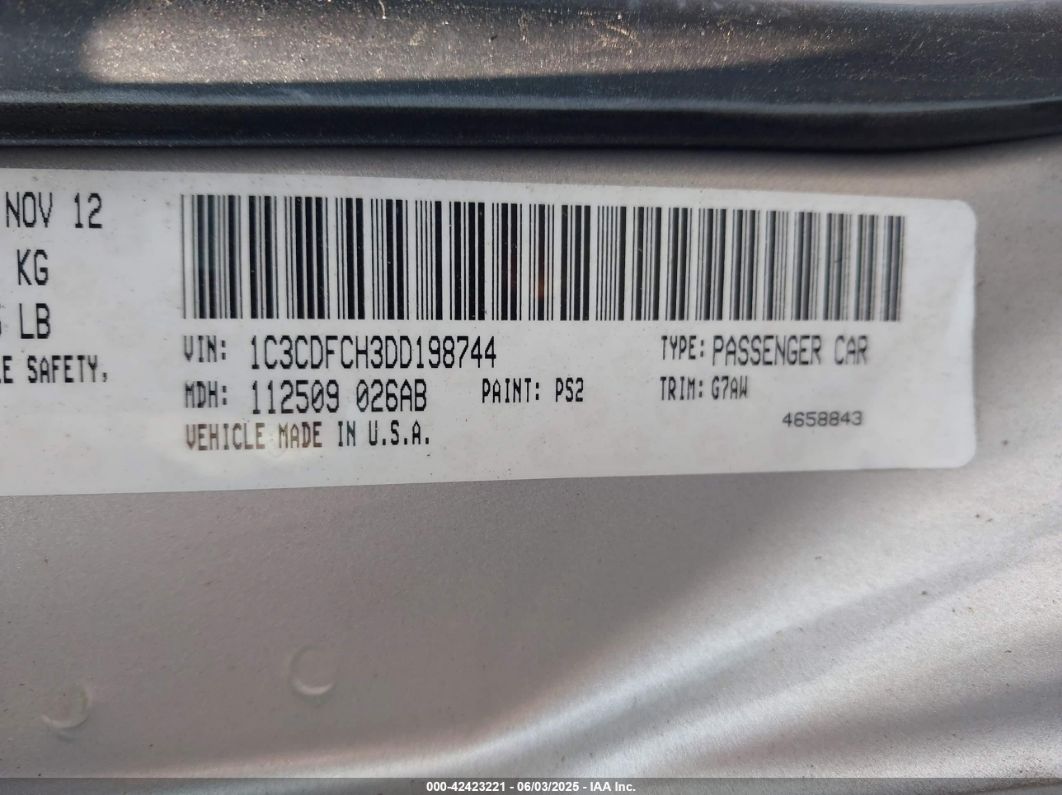 NOV 12
KG
LB
SAFETY,
VIN: 1C3CDFCH3DD198744 TYPE: PASSENGER CAR
MDH: 112509 026AB PAINT: PS2 TRIM: G7AW
4658843
VEHICLE MADE IN U.S.A.
000-42423221 - 06/03/2025 - IAA Inc.